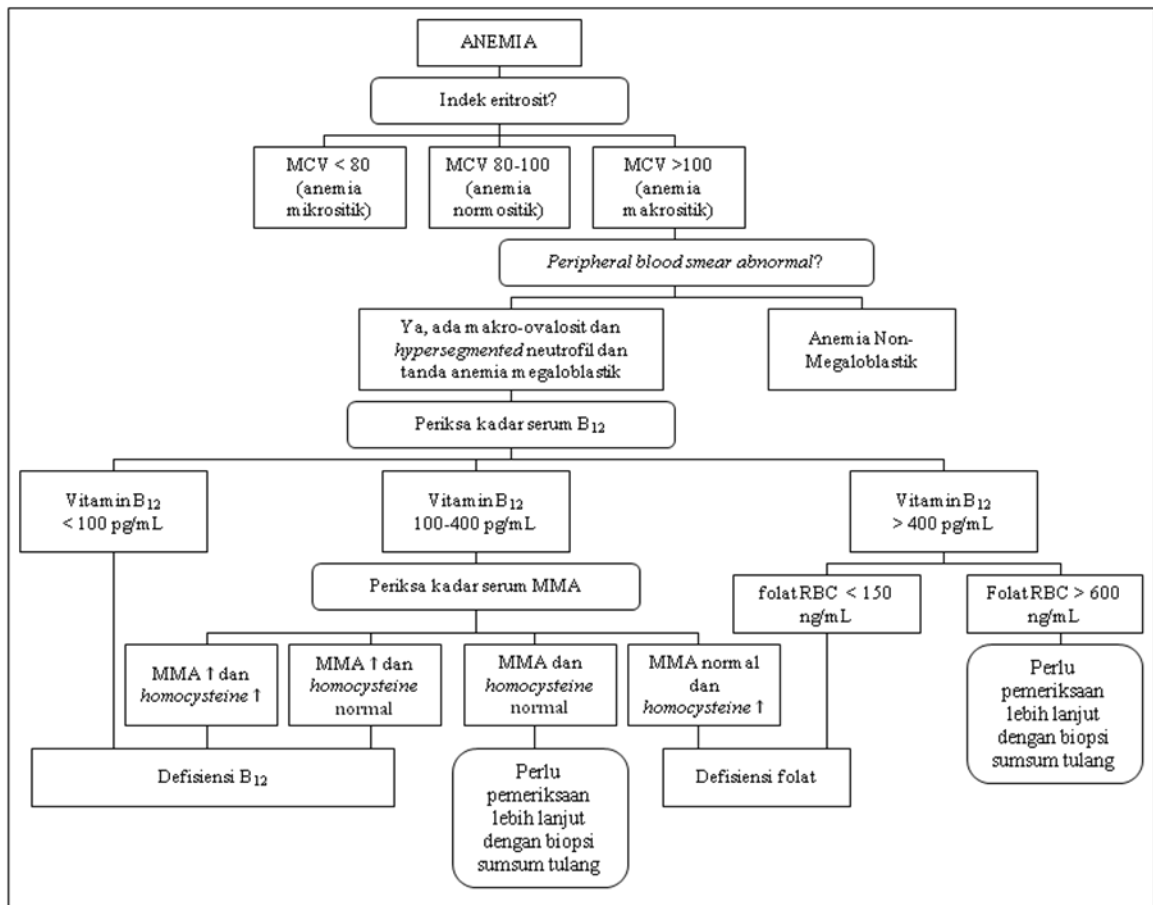 ANEMIA
Indek eritrosit?
MCV < 80
(anemia
mikrositik)
MCV 80-100
(anemia
normositik)
MCV >100
(anemia
makrositik)
Peripheral blood smear abnormal?
Ya, ada makro-ovalosit dan
hypersegmented neutrofil dan
tanda anemia megaloblastik
Anemia Non-
Megaloblastik
Periksa kadar serum B12
Vitamin B12
< 100 pg/mL
Vitamin B12
100-400 pg/mL
Vitamin B12
> 400 pg/mL
Periksa kadar serum MMA
folat RBC < 150
ng/mL
Folat RBC > 600
ng/mL
MMA ↑ dan
homocysteine ↑
MMA ↑ dan
homocysteine
normal
MMA dan
homocysteine
normal
MMA normal
dan
homocysteine ↑
Perlu
pemeriksaan
lebih lanjut
dengan biopsi
sumsum tulang
Defisiensi B12
Perlu
pemeriksaan
lebih lanjut
dengan biopsi
sumsum tulang
Defisiensi folat